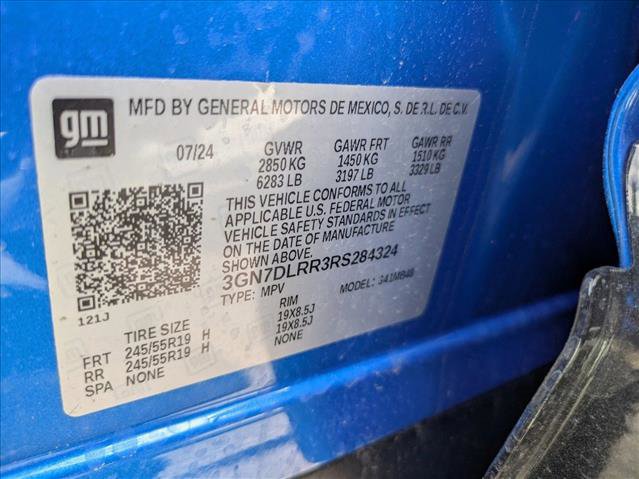 gm
MFD BY GENERAL MOTORS DE MEXICO, S. DE R.L. DE C.V.
07/24 GVWR GAWR FRT GAWR RR
2850 KG 1450 KG 1510 KG
6283 LB 3197 LB 3329 LB
THIS VEHICLE CONFORMS TO ALL
APPLICABLE U.S. FEDERAL MOTOR
VEHICLE SAFETY STANDARDS IN EFFECT
ON THE DATE OF MANUFACTURE
SHOWN ABOVE.
3GN7DLRR3RS284324
TYPE: MPV MODEL:
121J
TIRE SIZE RIM
FRT 245/55R19 H 19X8.5J
RR 245/55R19 H 19X8.5J
SPA NONE NONE